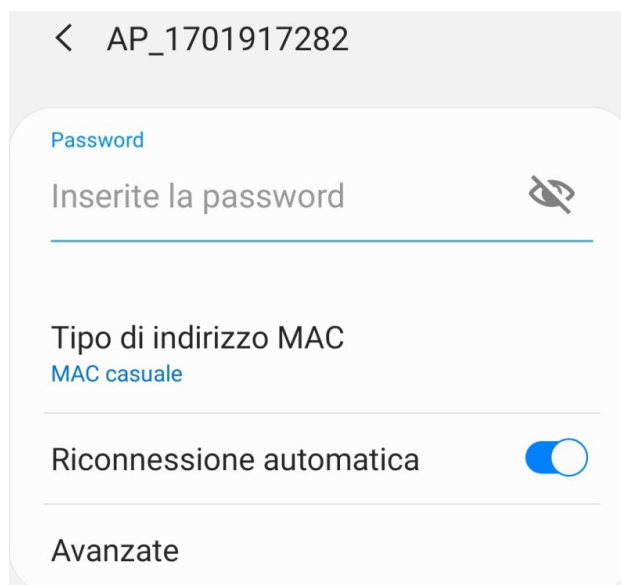 AP_1701917282
Password
Inserite la password
Tipo di indirizzo MAC
MAC casuale
Riconnessione automatica
Avanzate